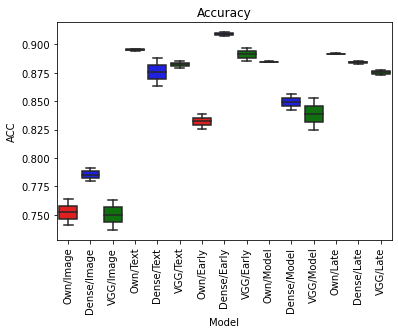 Accuracy
ACC
0.900
0.875
0.850
0.825
0.800
0.775
0.750
Own/Image
Dense/Image
VGG/Image
Own/Text
Dense/Text
VGG/Text
Own/Early
Dense/Early
VGG/Early
Own/Model
Dense/Model
VGG/Model
Own/Late
Dense/Late
VGG/Late
Model